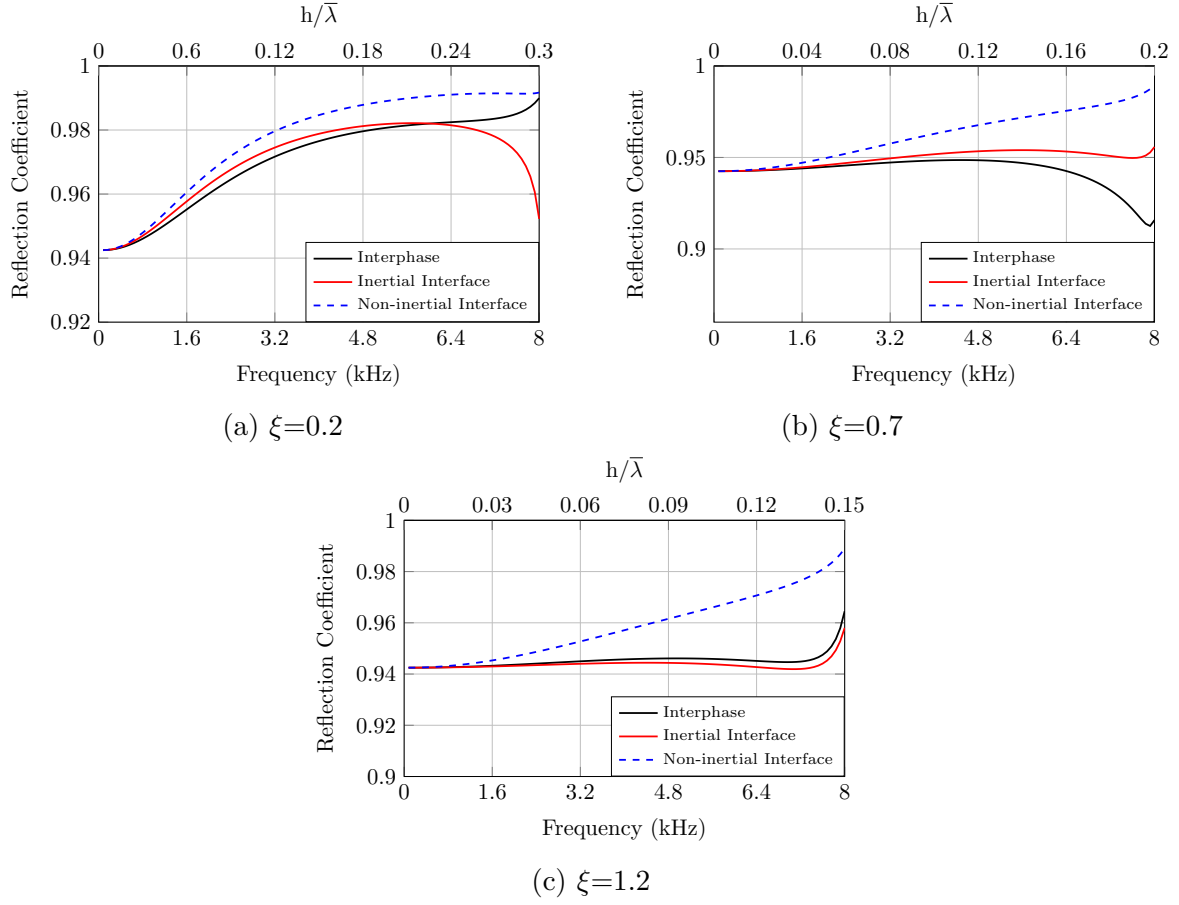 h/λ̅
0 0.6 0.12 0.18 0.24 0.3
1
0.98
0.96
0.94
0.92
Reflection Coefficient
Interphase
Inertial Interface
Non-inertial Interface
0 1.6 3.2 4.8 6.4 8
Frequency (kHz)
(a) ξ=0.2
h/λ̅
0 0.04 0.08 0.12 0.16 0.2
1
0.95
0.9
Reflection Coefficient
Interphase
Inertial Interface
Non-inertial Interface
0 1.6 3.2 4.8 6.4 8
Frequency (kHz)
(b) ξ=0.7
h/λ̅
0 0.03 0.06 0.09 0.12 0.15
1
0.98
0.96
0.94
0.92
0.9
Reflection Coefficient
Interphase
Inertial Interface
Non-inertial Interface
0 1.6 3.2 4.8 6.4 8
Frequency (kHz)
(c) ξ=1.2